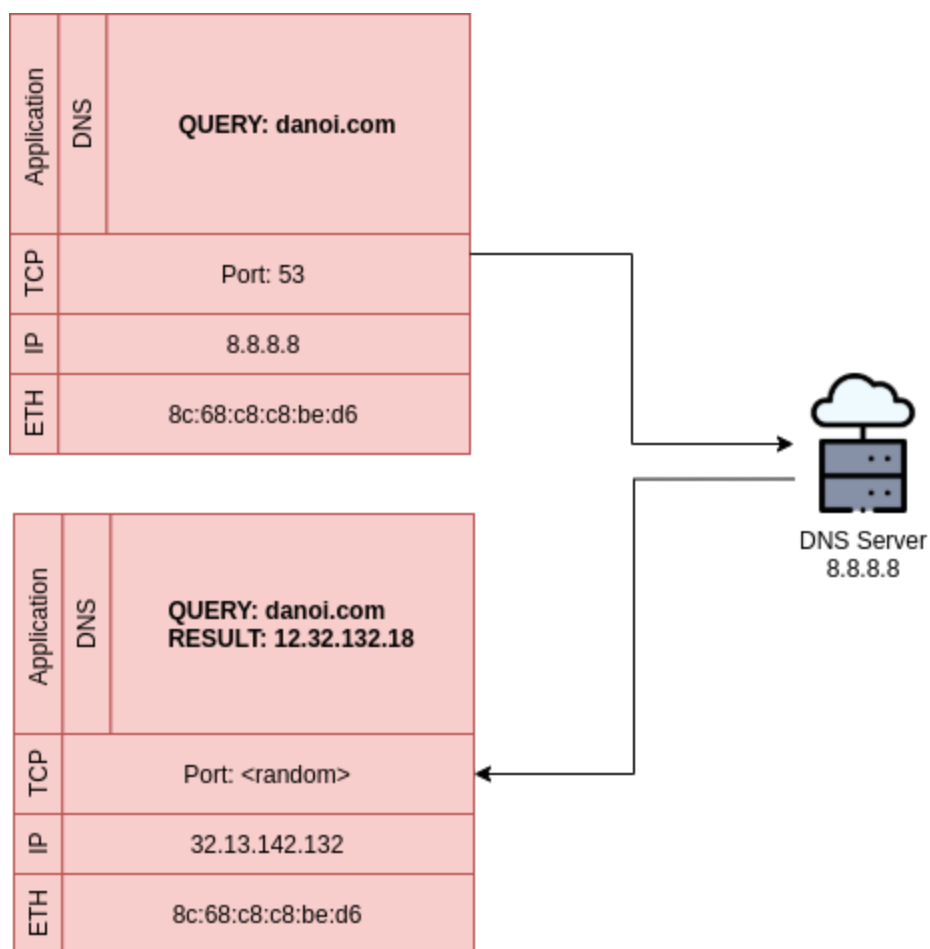 Application
DNS
QUERY: danoi.com
TCP
Port: 53
IP
8.8.8.8
ETH
8c:68:c8:c8:be:d6
DNS Server
8.8.8.8
Application
DNS
QUERY: danoi.com
RESULT: 12.32.132.18
TCP
Port: <random>
IP
32.13.142.132
ETH
8c:68:c8:c8:be:d6